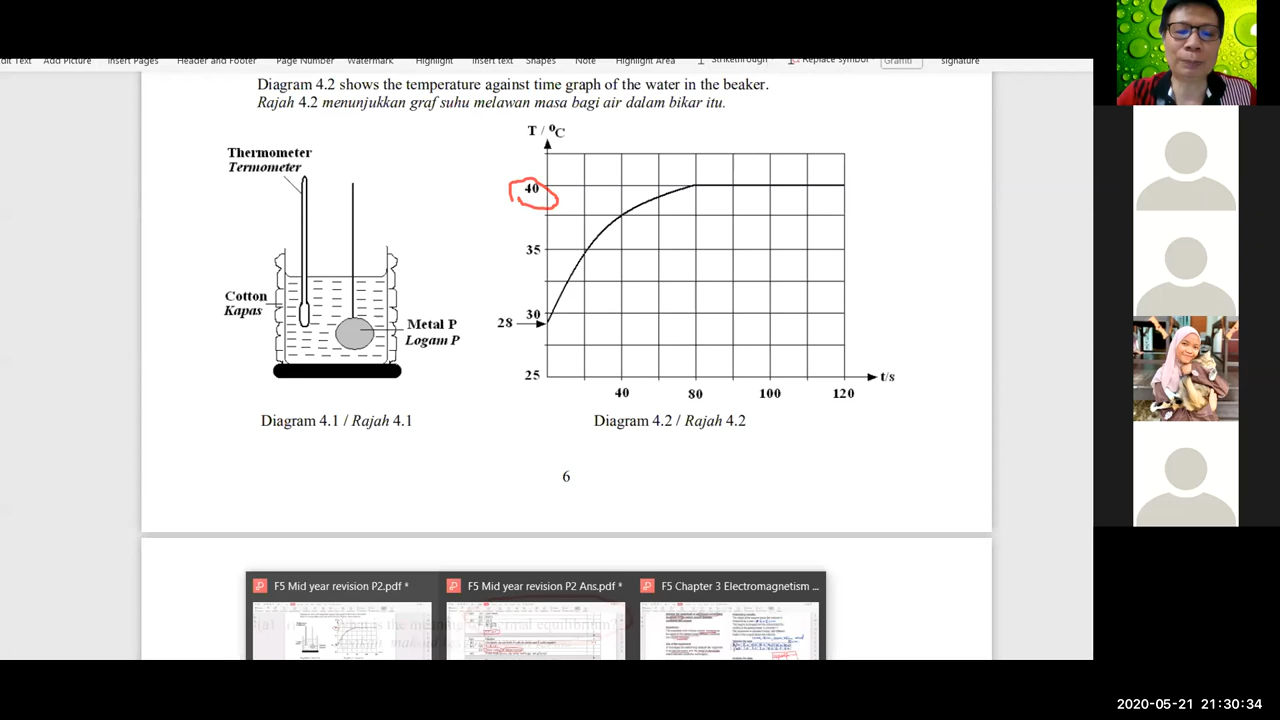 dit Text Add Picture Insert Pages Header and Footer Page Number Watermark Highlight Insert text Shapes Note Highlight Area Strikethrough Replace symbol Graffiti signature
Diagram 4.2 shows the temperature against time graph of the water in the beaker.
Rajah 4.2 menunjukkan graf suhu melawan masa bagi air dalam bikar itu.
Thermometer
Termometer
Cotton
Kapas
Metal P
Logam P
Diagram 4.1 / Rajah 4.1
T / ⁰C
40
35
30
28
25
40 80 100 120
t/s
Diagram 4.2 / Rajah 4.2
6
F5 Mid year revision P2.pdf *
F5 Mid year revision P2 Ans.pdf *
F5 Chapter 3 Electromagnetism ...
2020-05-21 21:30:34